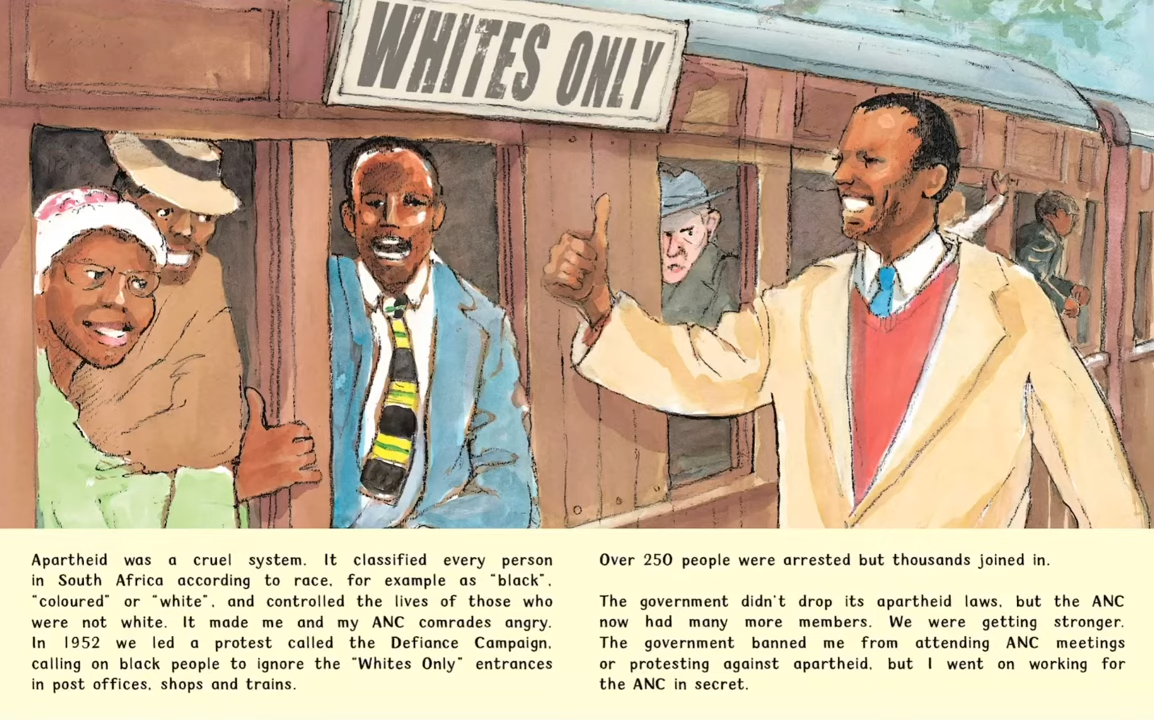 WHITES ONLY
Apartheid was a cruel system. It classified every person
in South Africa according to race, for example as "black",
"coloured" or "white", and controlled the lives of those who
were not white. It made me and my ANC comrades angry.
In 1952 we led a protest called the Defiance Campaign,
calling on black people to ignore the "Whites Only" entrances
in post offices, shops and trains.
Over 250 people were arrested but thousands joined in.
The government didn't drop its apartheid laws, but the ANC
now had many more members. We were getting stronger.
The government banned me from attending ANC meetings
or protesting against apartheid, but I went on working for
the ANC in secret.